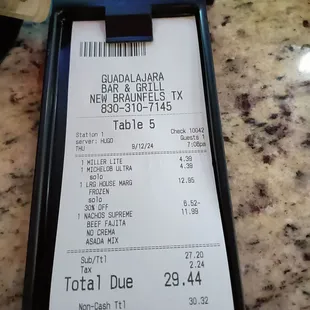 GUADALAJARA
BAR & GRILL
NEW BRAUNFELS TX
830-310-7145
Table 5
Station 1 Check 10042
server: HUGO Guests 1
THU 9/12/24 7:06pm
1 MILLER LITE 4.39
1 MICHELOB ULTRA 4.39
solo
1 LRG HOUSE MARG 12.95
FROZEN
solo
30% OFF 6.52-
1 NACHOS SUPREME 11.99
BEEF FAJITA
NO CREMA
ASADA MIX
Sub/Ttl 27.20
Tax 2.24
Total Due 29.44
Non-Cash Ttl 30.32